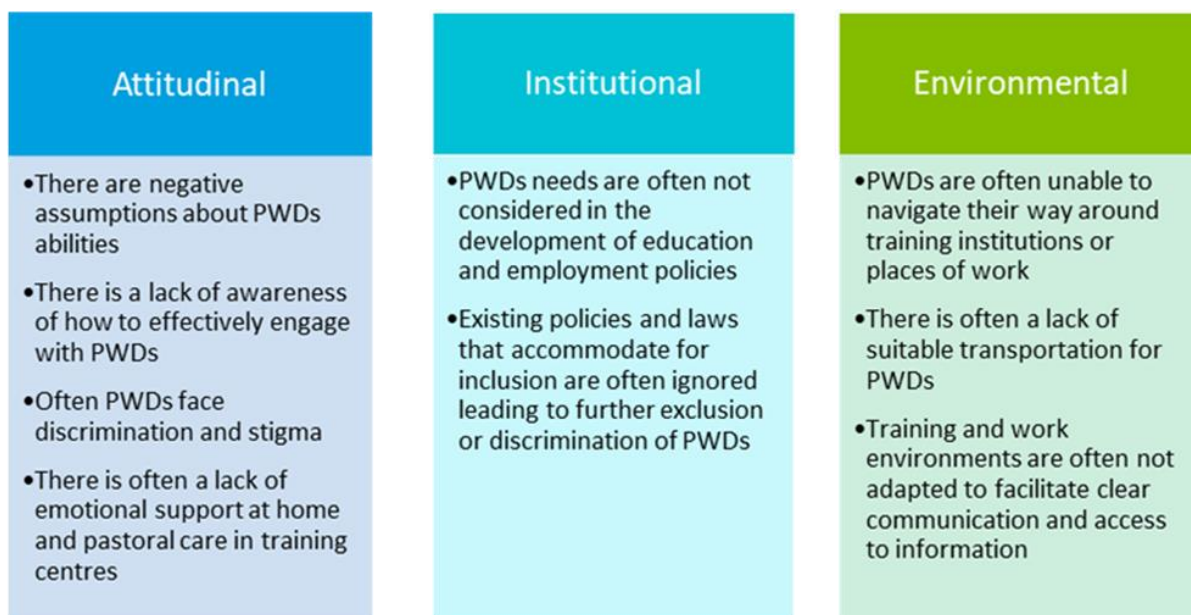 Attitudinal
•There are negative
assumptions about PWDs
abilities
•There is a lack of awareness
of how to effectively engage
with PWDs
•Often PWDs face
discrimination and stigma
•There is often a lack of
emotional support at home
and pastoral care in training
centres
Institutional
•PWDs needs are often not
considered in the
development of education
and employment policies
•Existing policies and laws
that accommodate for
inclusion are often ignored
leading to further exclusion
or discrimination of PWDs
Environmental
•PWDs are often unable to
navigate their way around
training institutions or
places of work
•There is often a lack of
suitable transportation for
PWDs
•Training and work
environments are often not
adapted to facilitate clear
communication and access
to information